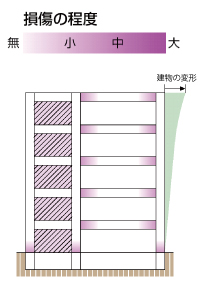 損傷の程度
無 小 中 大
建物の変形